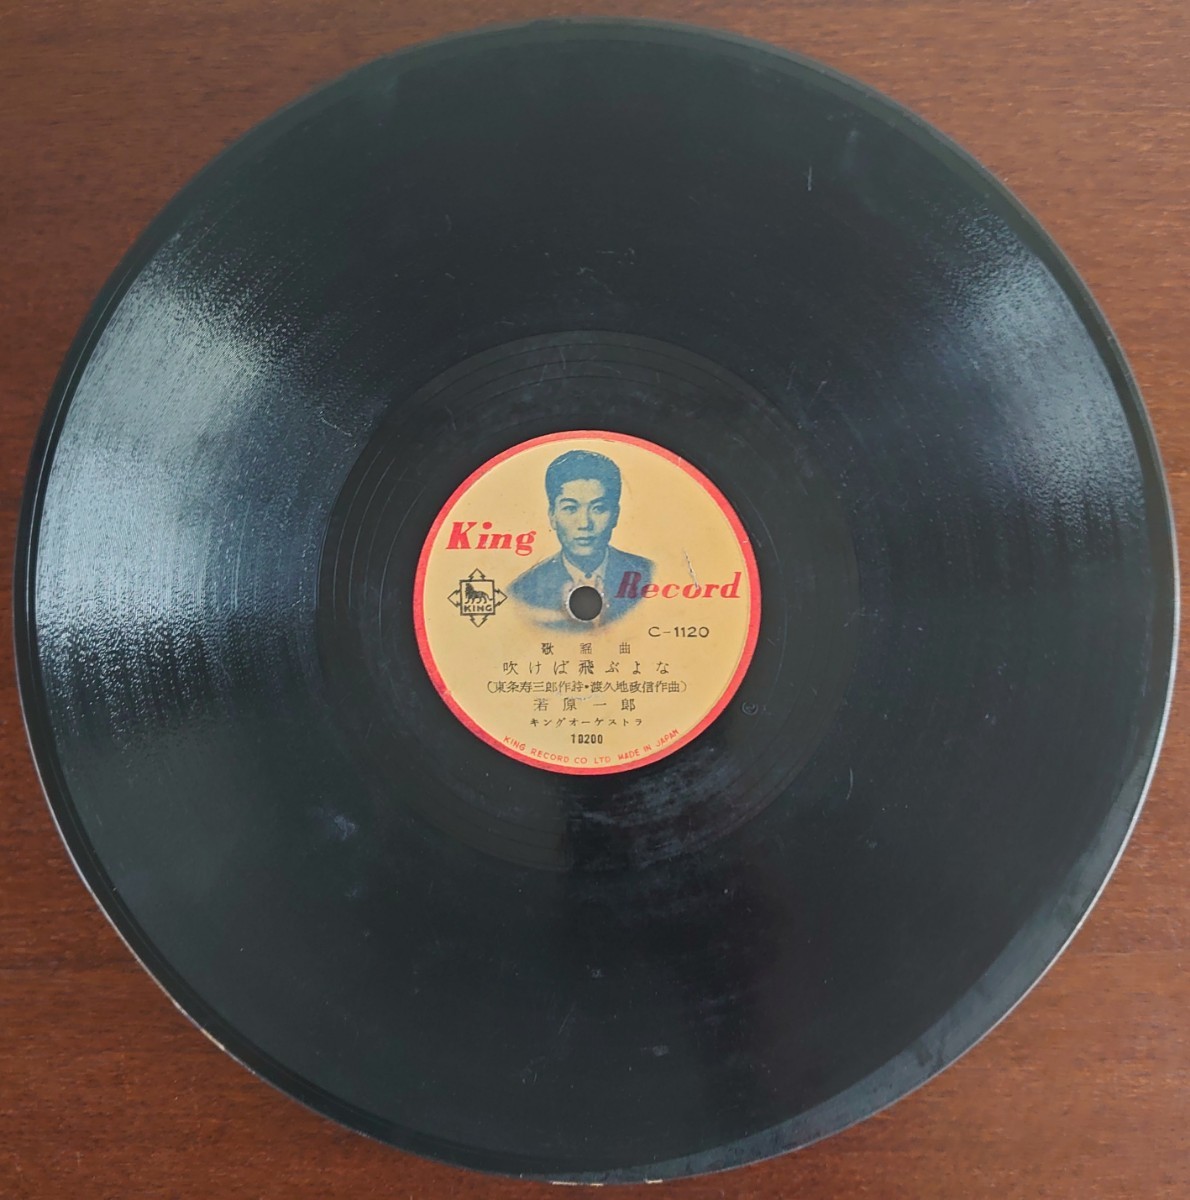 King
Record
KING
C-1120
歌謡曲
吹けば飛ぶよな
(東条寿三郎作詩・渡久地政信作曲)
若原一郎
キングオーケストラ
18200
KING RECORD CO LTD MADE IN JAPAN